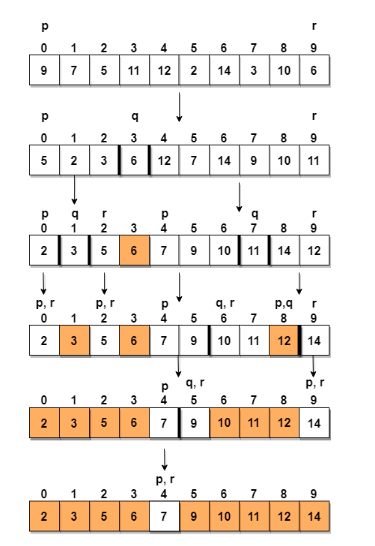 p r
0 1 2 3 4 5 6 7 8 9
9 7 5 11 12 2 14 3 10 6
p q r
0 1 2 3 4 5 6 7 8 9
5 2 3 6 12 7 14 9 10 11
p q r p q r
0 1 2 3 4 5 6 7 8 9
2 3 5 6 7 9 10 11 14 12
p, r p, r p q, r p,q r
0 1 2 3 4 5 6 7 8 9
2 3 5 6 7 9 10 11 12 14
p q, r p, r
0 1 2 3 4 5 6 7 8 9
2 3 5 6 7 9 10 11 12 14
p, r
0 1 2 3 4 5 6 7 8 9
2 3 5 6 7 9 10 11 12 14